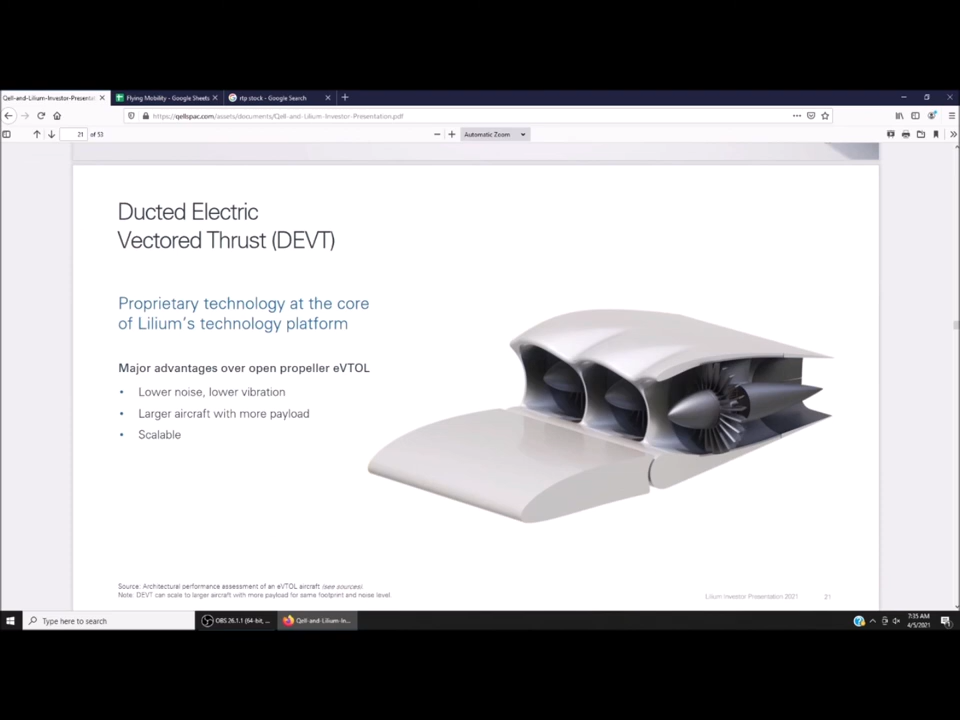 Qell-and-Lilium-Investor-Presentat
Flying Mobility - Google Sheets
rtp stock - Google Search
https://qellspac.com/assets/documents/Qell-and-Lilium-Investor-Presentation.pdf
21 of 53
Automatic Zoom
Ducted Electric
Vectored Thrust (DEVT)
Proprietary technology at the core
of Lilium's technology platform
Major advantages over open propeller eVTOL
• Lower noise, lower vibration
• Larger aircraft with more payload
• Scalable
Source: Architectural performance assessment of an eVTOL aircraft (see sources).
Note: DEVT can scale to larger aircraft with more payload for same footprint and noise level.
Lilium Investor Presentation 2021 21
Type here to search
OBS 26.1.1 (64-bit, ...
Qell-and-Lilium-In...
7:35 AM
4/5/2021